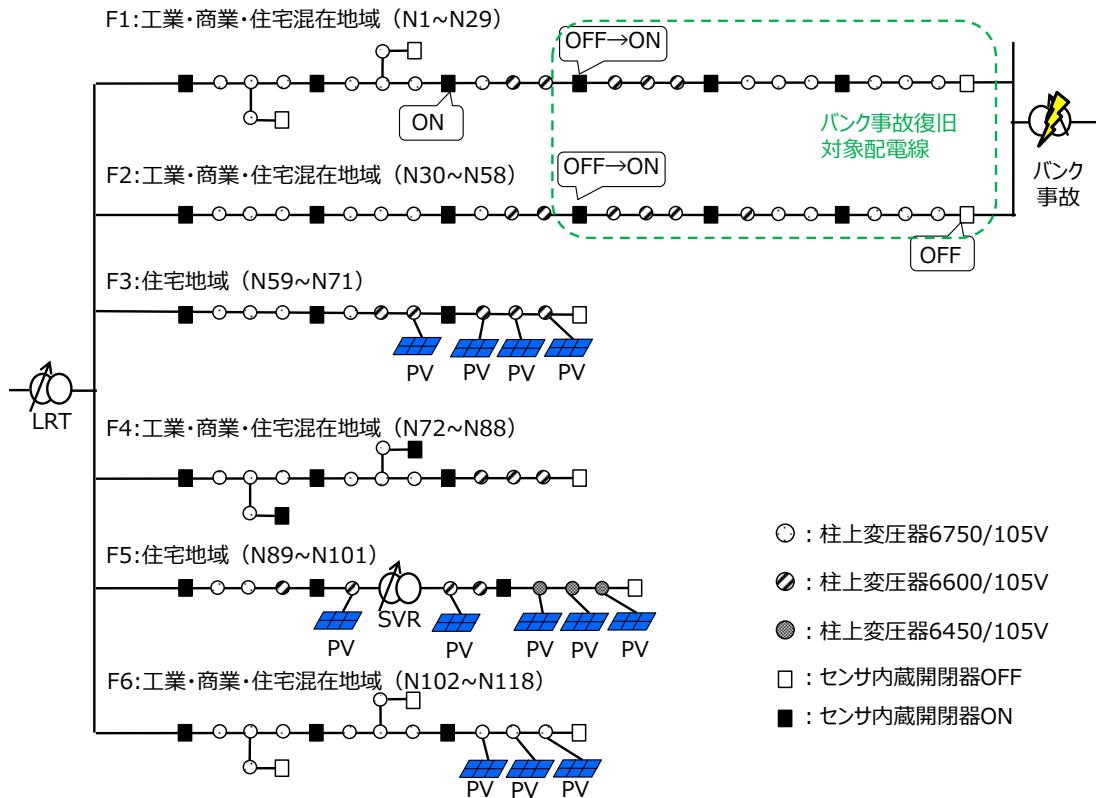 F1:工業・商業・住宅混在地域（N1~N29）
OFF→ON
ON
バンク事故復旧
対象配電線
バンク
事故
F2:工業・商業・住宅混在地域（N30~N58）
OFF→ON
OFF
F3:住宅地域（N59~N71）
PV
PV
PV
PV
LRT
F4:工業・商業・住宅混在地域（N72~N88）
F5:住宅地域（N89~N101）
SVR
PV
PV
PV
PV
PV
F6:工業・商業・住宅混在地域（N102~N118）
PV
PV
PV
：柱上変圧器6750/105V
：柱上変圧器6600/105V
：柱上変圧器6450/105V
：センサ内蔵開閉器OFF
：センサ内蔵開閉器ON